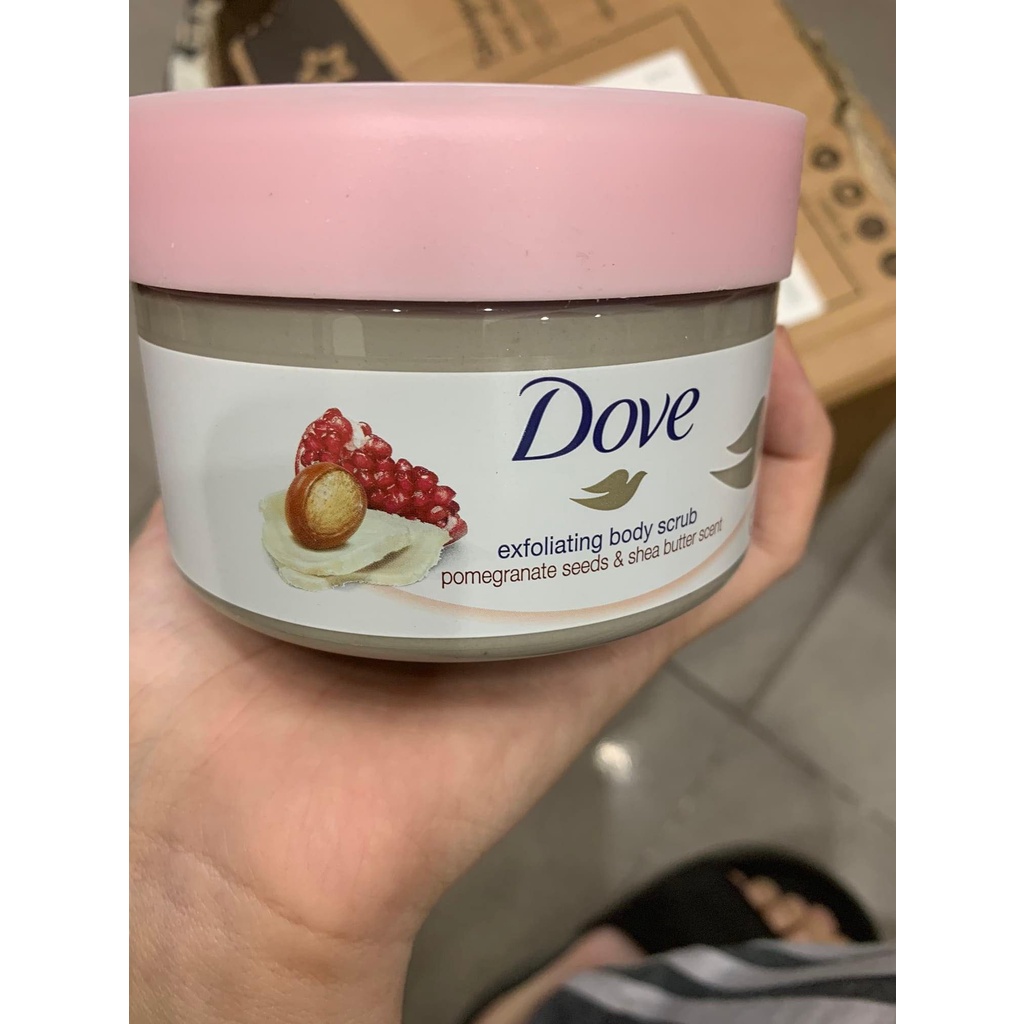 Dove
exfoliating body scrub
pomegranate seeds & shea butter scent